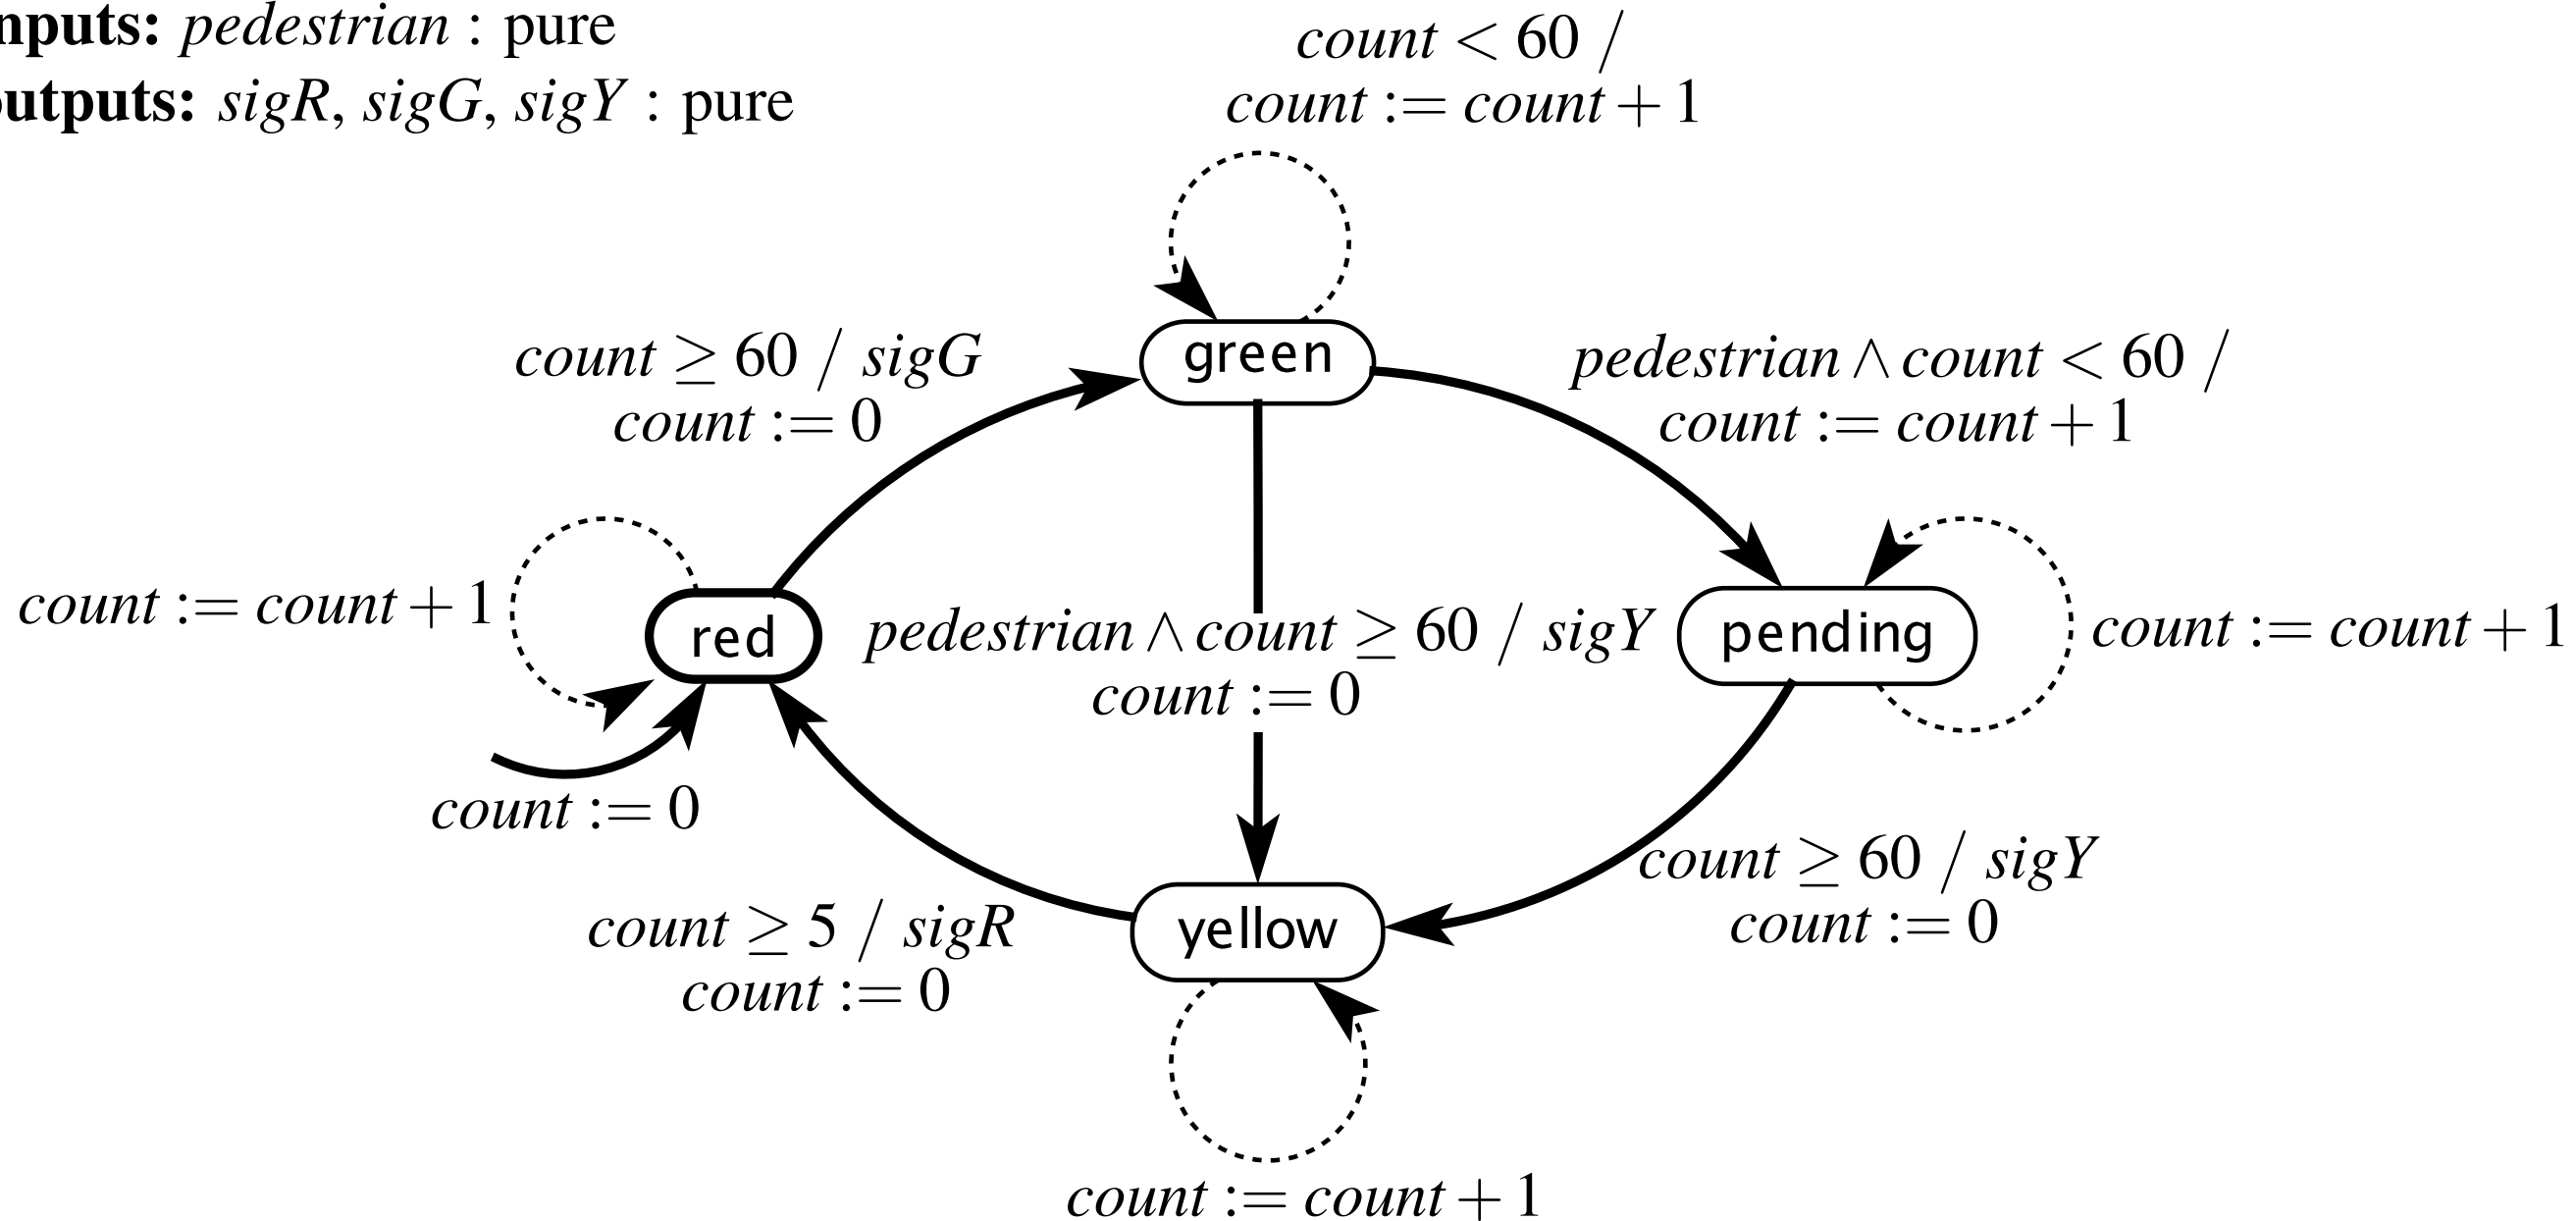 nputs: pedestrian : pure
outputs: sigR, sigG, sigY : pure
count < 60 /
count := count + 1
count ≥ 60 / sigG
count := 0
green
pedestrian ∧ count < 60 /
count := count + 1
count := count + 1
red
pedestrian ∧ count ≥ 60 / sigY
count := 0
pending
count := count + 1
count := 0
count ≥ 5 / sigR
count := 0
yellow
count ≥ 60 / sigY
count := 0
count := count + 1